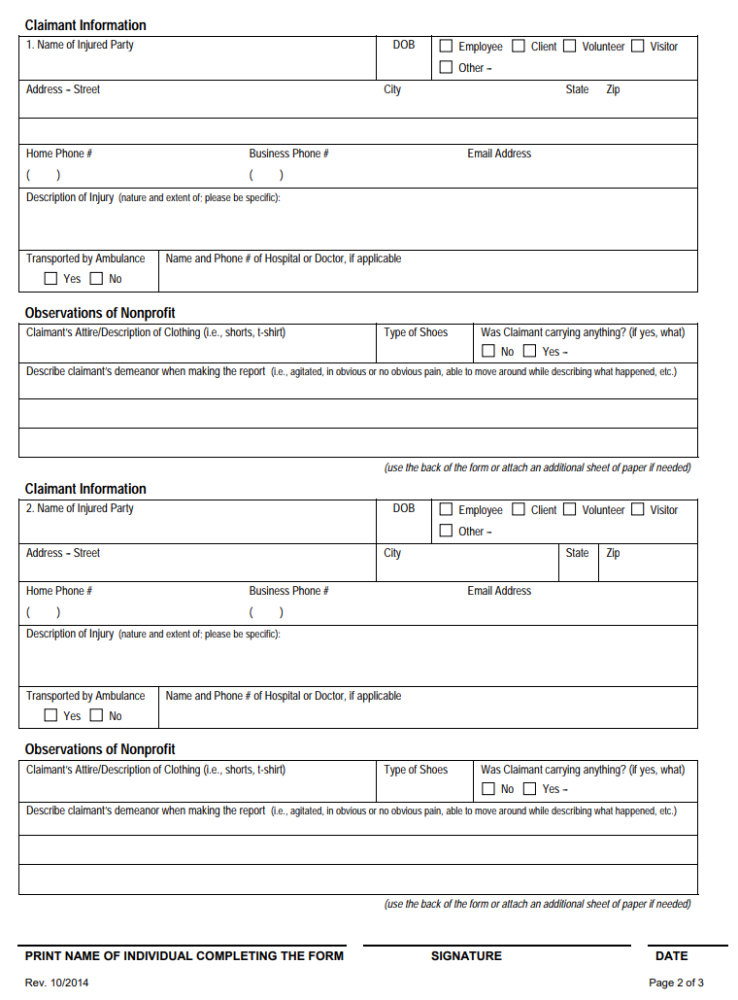 Claimant Information
1. Name of Injured Party DOB Employee Client Volunteer Visitor
Other –
Address – Street City State Zip
Home Phone # Business Phone # Email Address
( ) ( )
Description of Injury (nature and extent of; please be specific):
Transported by Ambulance Name and Phone # of Hospital or Doctor, if applicable
Yes No
Observations of Nonprofit
Claimant's Attire/Description of Clothing (i.e., shorts, t-shirt) Type of Shoes Was Claimant carrying anything? (if yes, what)
No Yes –
Describe claimant's demeanor when making the report (i.e., agitated, in obvious or no obvious pain, able to move around while describing what happened, etc.)
(use the back of the form or attach an additional sheet of paper if needed)
Claimant Information
2. Name of Injured Party DOB Employee Client Volunteer Visitor
Other –
Address – Street City State Zip
Home Phone # Business Phone # Email Address
( ) ( )
Description of Injury (nature and extent of; please be specific):
Transported by Ambulance Name and Phone # of Hospital or Doctor, if applicable
Yes No
Observations of Nonprofit
Claimant's Attire/Description of Clothing (i.e., shorts, t-shirt) Type of Shoes Was Claimant carrying anything? (if yes, what)
No Yes –
Describe claimant's demeanor when making the report (i.e., agitated, in obvious or no obvious pain, able to move around while describing what happened, etc.)
(use the back of the form or attach an additional sheet of paper if needed)
PRINT NAME OF INDIVIDUAL COMPLETING THE FORM SIGNATURE DATE
Rev. 10/2014 Page 2 of 3